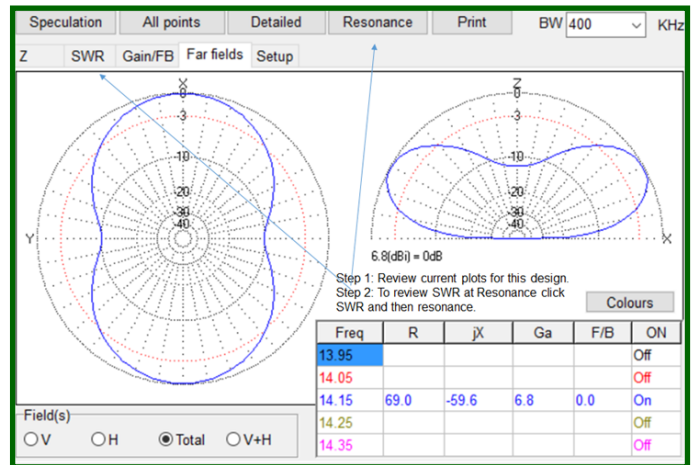 Speculation All points Detailed Resonance Print BW 400 KHz
Z SWR Gain/FB Far fields Setup
X
0
-3
-10
-20
-30
-40
Y
Z
0
-3
-10
-20
-30
-40
X
6.8(dBi) = 0dB
Step 1: Review current plots for this design.
Step 2: To review SWR at Resonance click
SWR and then resonance.
Colours
Freq R jX Ga F/B ON
13.95 Off
14.05 Off
14.15 69.0 -59.6 6.8 0.0 On
14.25 Off
14.35 Off
Field(s)
V H Total V+H